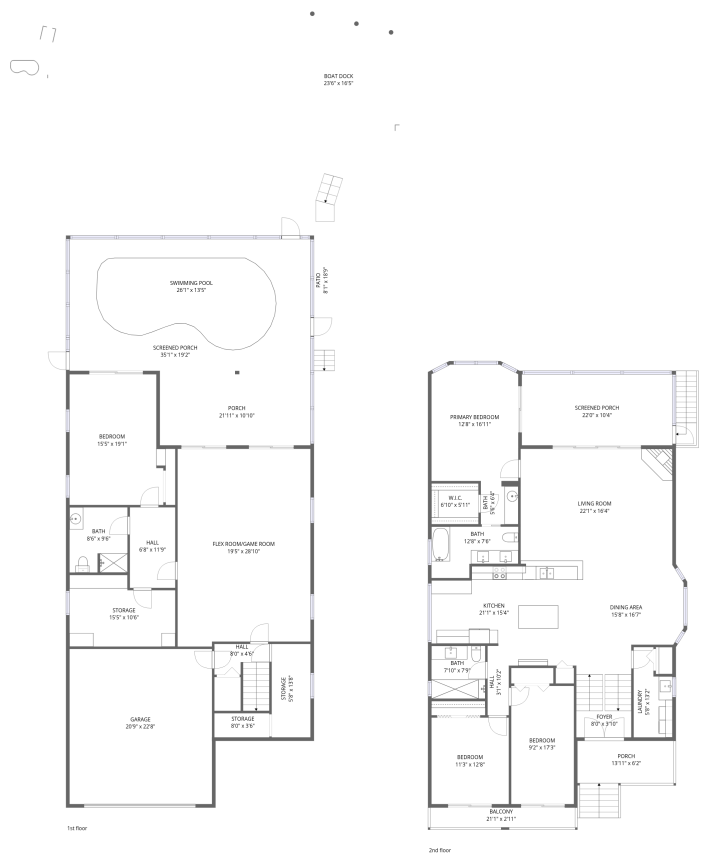 BOAT DOCK
23'6" x 16'5"
SWIMMING POOL
26'1" x 13'5"
PATIO
8'1" x 18'9"
SCREENED PORCH
35'1" x 19'2"
PORCH
21'11" x 10'10"
BEDROOM
15'5" x 19'1"
BATH
8'6" x 9'6"
HALL
6'8" x 11'9"
FLEX ROOM/GAME ROOM
19'5" x 28'10"
STORAGE
15'5" x 10'6"
HALL
8'0" x 4'6"
STORAGE
5'8" x 13'8"
STORAGE
8'0" x 3'6"
GARAGE
20'9" x 22'8"
1st floor
PRIMARY BEDROOM
12'8" x 16'11"
SCREENED PORCH
22'0" x 10'4"
W.I.C.
6'10" x 5'11"
BATH
5'8" x 6'4"
LIVING ROOM
22'1" x 16'4"
BATH
12'8" x 7'6"
KITCHEN
21'1" x 15'4"
DINING AREA
15'8" x 16'7"
BATH
7'10" x 7'9"
HALL
3'1" x 10'2"
LAUNDRY
5'8" x 13'2"
FOYER
8'0" x 3'10"
BEDROOM
9'2" x 17'3"
BEDROOM
11'3" x 12'8"
PORCH
13'11" x 6'2"
BALCONY
21'1" x 2'11"
2nd floor